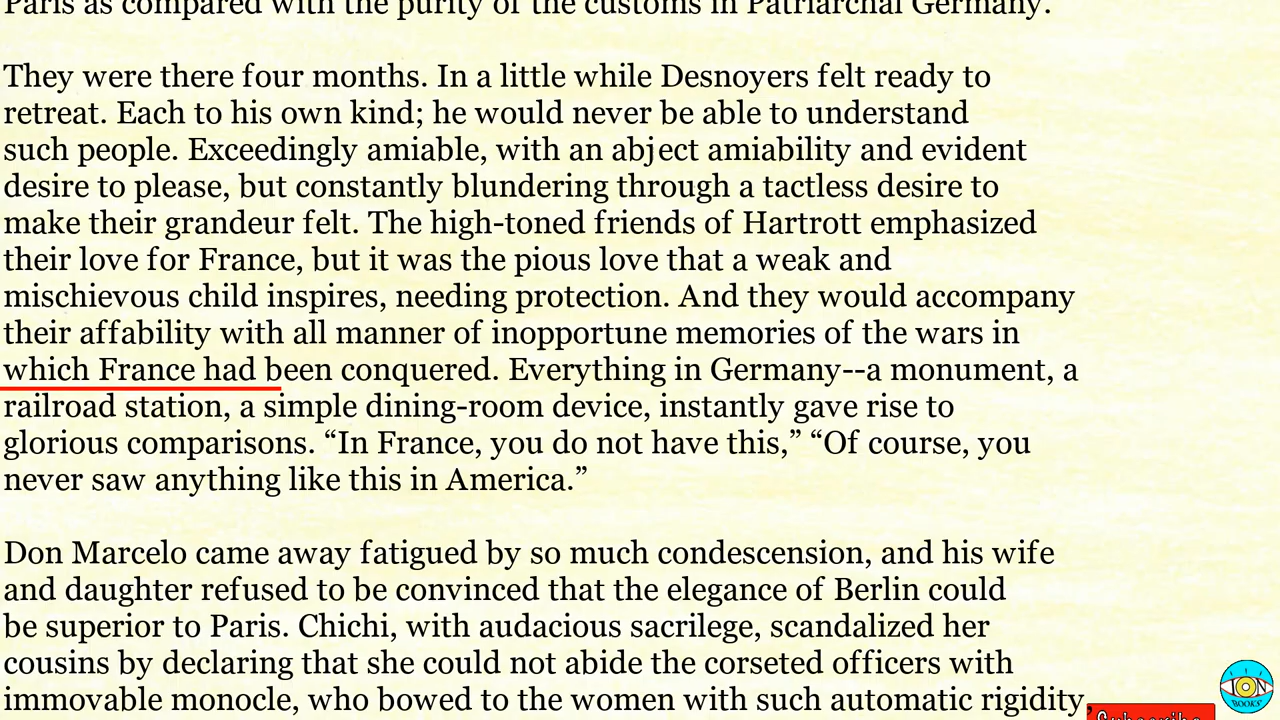 Paris as compared with the purity of the customs in Patriarchal Germany.
They were there four months. In a little while Desnoyers felt ready to
retreat. Each to his own kind; he would never be able to understand
such people. Exceedingly amiable, with an abject amiability and evident
desire to please, but constantly blundering through a tactless desire to
make their grandeur felt. The high-toned friends of Hartrott emphasized
their love for France, but it was the pious love that a weak and
mischievous child inspires, needing protection. And they would accompany
their affability with all manner of inopportune memories of the wars in
which France had been conquered. Everything in Germany--a monument, a
railroad station, a simple dining-room device, instantly gave rise to
glorious comparisons. “In France, you do not have this,” “Of course, you
never saw anything like this in America.”
Don Marcelo came away fatigued by so much condescension, and his wife
and daughter refused to be convinced that the elegance of Berlin could
be superior to Paris. Chichi, with audacious sacrilege, scandalized her
cousins by declaring that she could not abide the corseted officers with
immovable monocle, who bowed to the women with such automatic rigidity,
ION
BOOKS
Subscribe